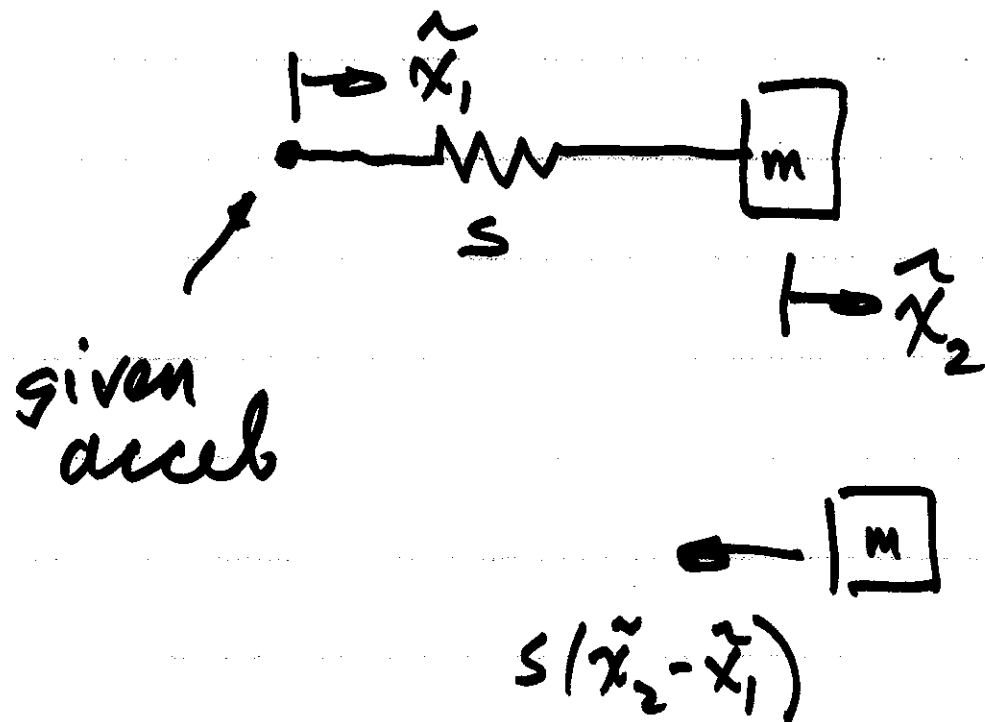 x̃₁
m
s
x̃₂
given
accel
m
s(x̃₂-x̃₁)